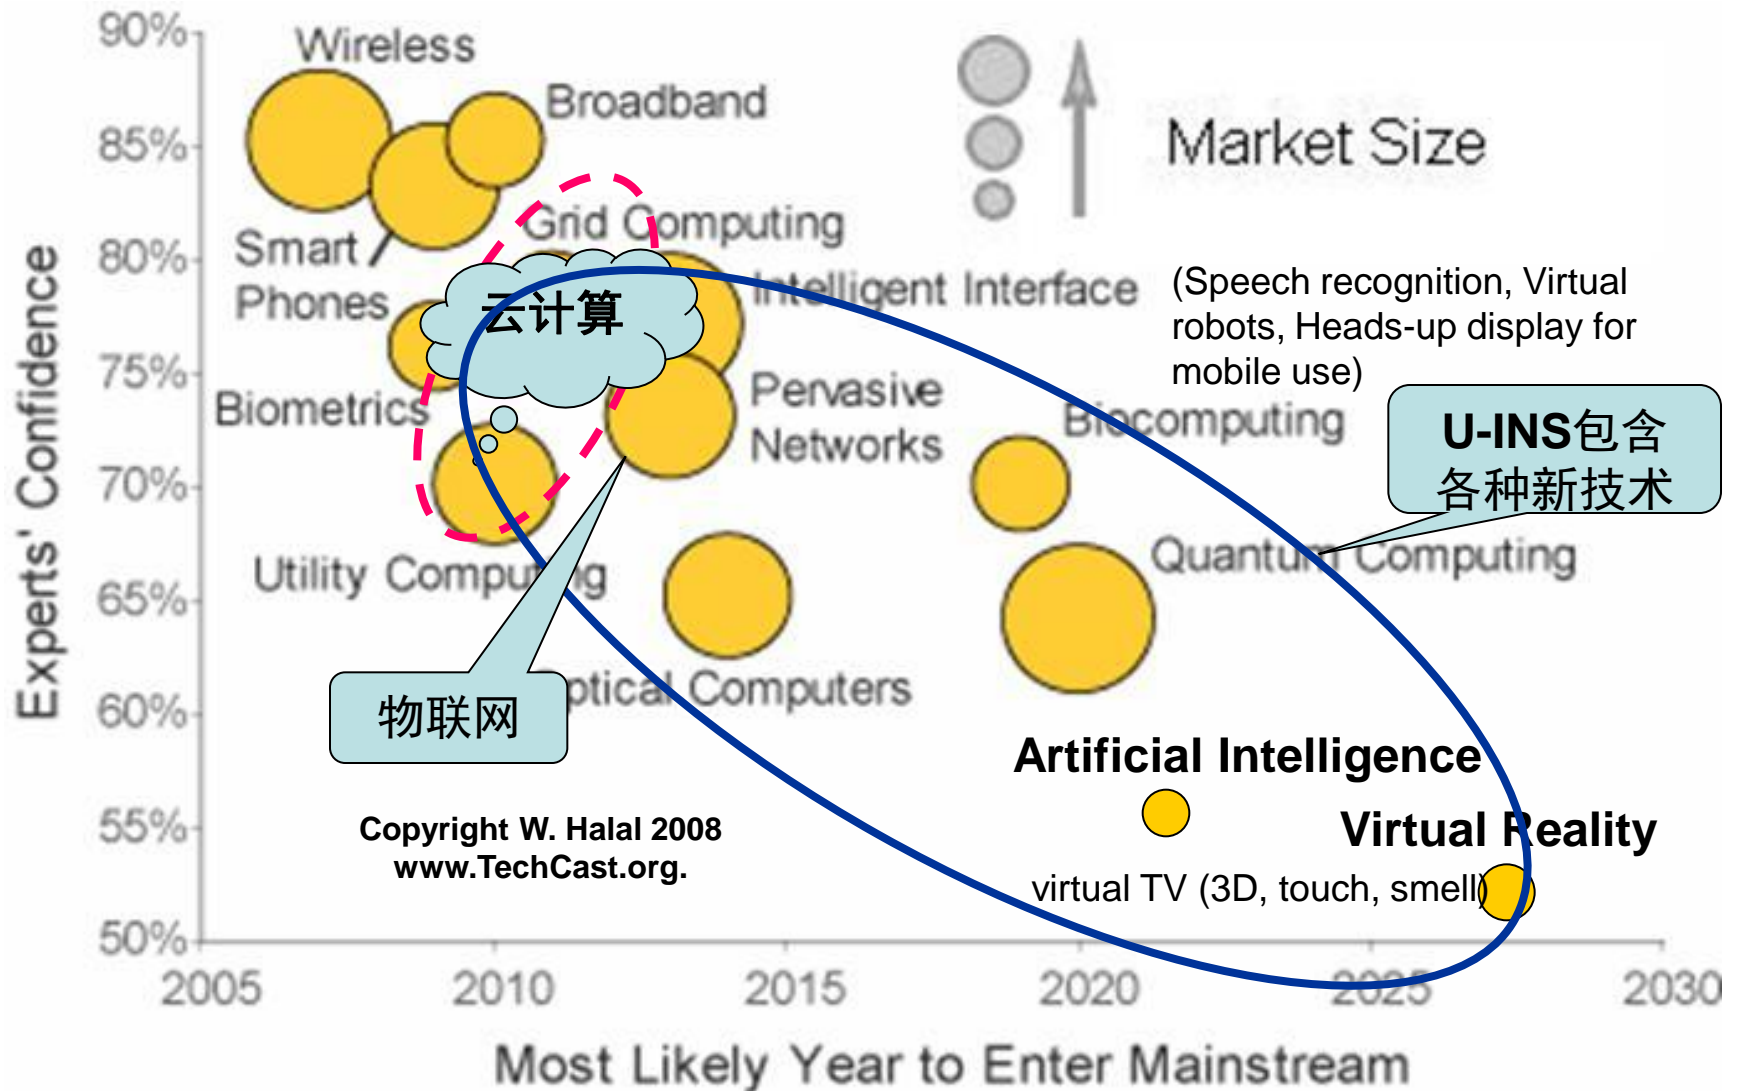 90%
Wireless
Broadband
85%
Market Size
Grid Computing
80%
Smart
Phones
云计算
Intelligent Interface
(Speech recognition, Virtual
robots, Heads-up display for
mobile use)
75%
Biometrics
Pervasive
Networks
Biocomputing
U-INS包含
各种新技术
70%
Experts' Confidence
Quantum Computing
Utility Computing
65%
Optical Computers
60%
物联网
Artificial Intelligence
55%
Virtual Reality
Copyright W. Halal 2008
www.TechCast.org.
virtual TV (3D, touch, smell)
50%
2005
2010
2015
2020
2025
2030
Most Likely Year to Enter Mainstream